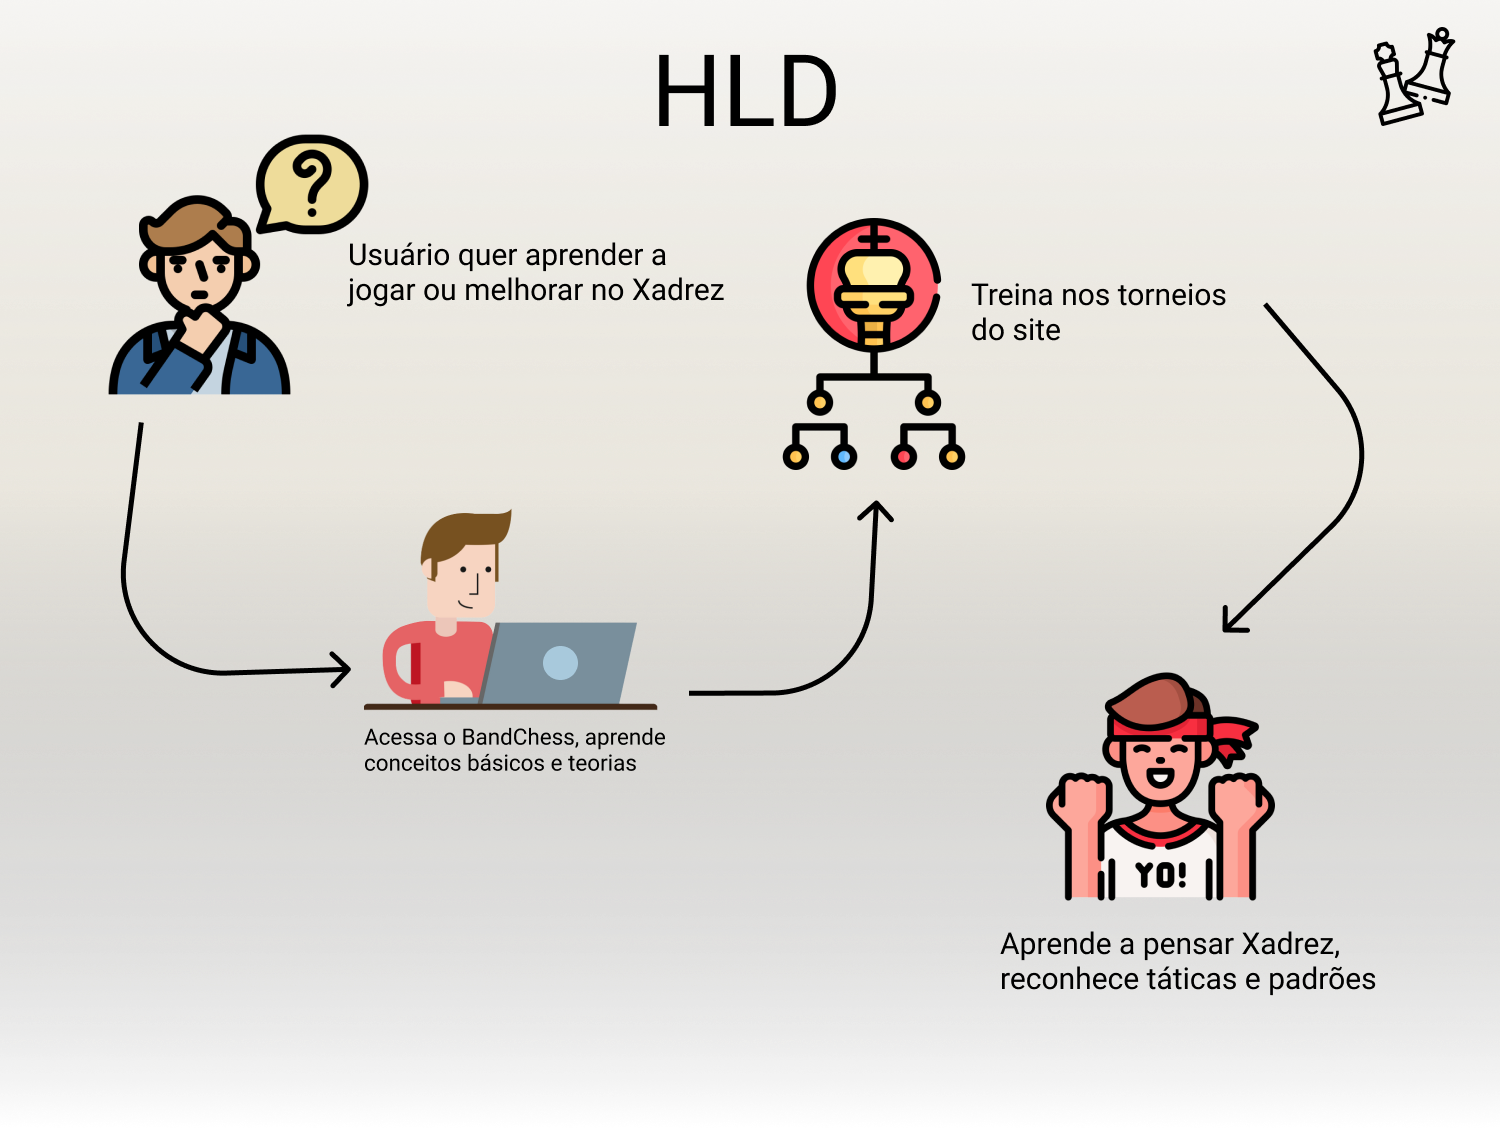 HLD
?
Usuário quer aprender a
jogar ou melhorar no Xadrez
Acessa o BandChess, aprende
conceitos básicos e teorias
Treina nos torneios
do site
YO!
Aprende a pensar Xadrez,
reconhece táticas e padrões